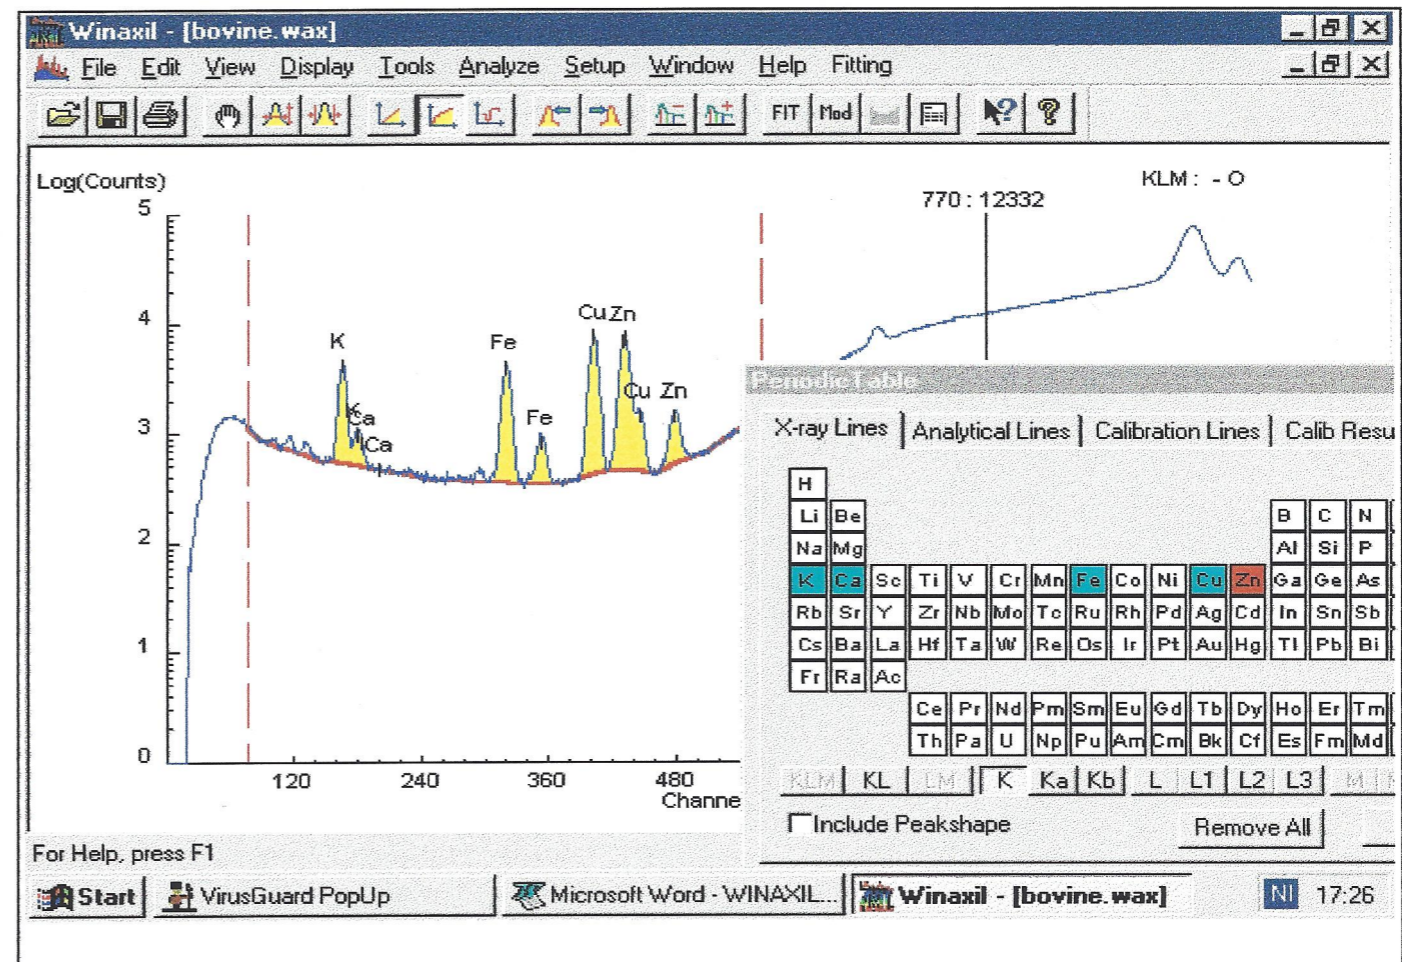 Winaxil - [bovine.wax]
File Edit View Display Tools Analyze Setup Window Help Fitting
FIT Mod
Log(Counts)
KLM : - O
770 : 12332
5
4
3
2
1
0
K
K
Ca
Ca
Fe
Fe
Cu Zn
Cu Zn
120 240 360 480
Channe
Periodic Table
X-ray Lines Analytical Lines Calibration Lines Calib Resu
H
Li Be B C N
Na Mg Al Si P
K Ca Sc Ti V Cr Mn Fe Co Ni Cu Zn Ga Ge As
Rb Sr Y Zr Nb Mo Tc Ru Rh Pd Ag Cd In Sn Sb
Cs Ba La Hf Ta W Re Os Ir Pt Au Hg Tl Pb Bi
Fr Ra Ac
Ce Pr Nd Pm Sm Eu Gd Tb Dy Ho Er Tm
Th Pa U Np Pu Am Cm Bk Cf Es Fm Md
KLM KL LM K Ka Kb L L1 L2 L3 M
Include Peakshape Remove All
For Help, press F1
Start VirusGuard PopUp Microsoft Word - WINAXIL... Winaxil - [bovine.wax] NI 17:26